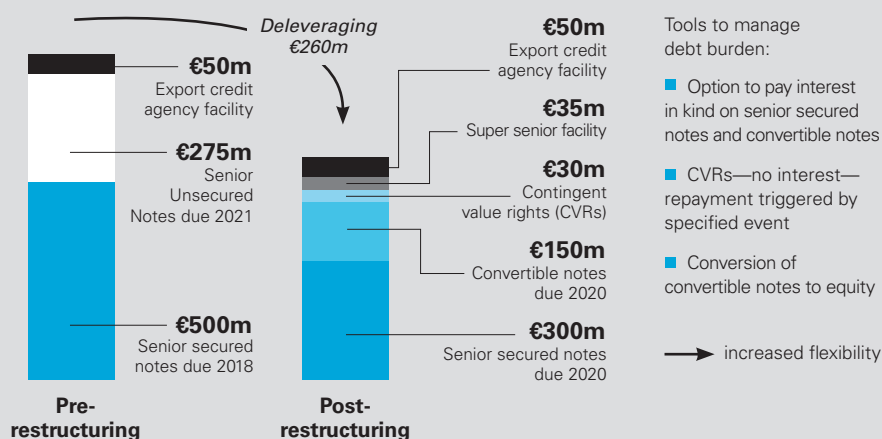 Deleveraging
€260m
€50m
Export credit
agency facility
€275m
Senior
Unsecured
Notes due 2021
€500m
Senior secured
notes due 2018
Pre-
restructuring
€50m
Export credit
agency facility
€35m
Super senior facility
€30m
Contingent
value rights (CVRs)
€150m
Convertible notes
due 2020
€300m
Senior secured notes
due 2020
Post-
restructuring
Tools to manage
debt burden:
Option to pay interest
in kind on senior secured
notes and convertible notes
CVRs—no interest—
repayment triggered by
specified event
Conversion of
convertible notes to equity
increased flexibility